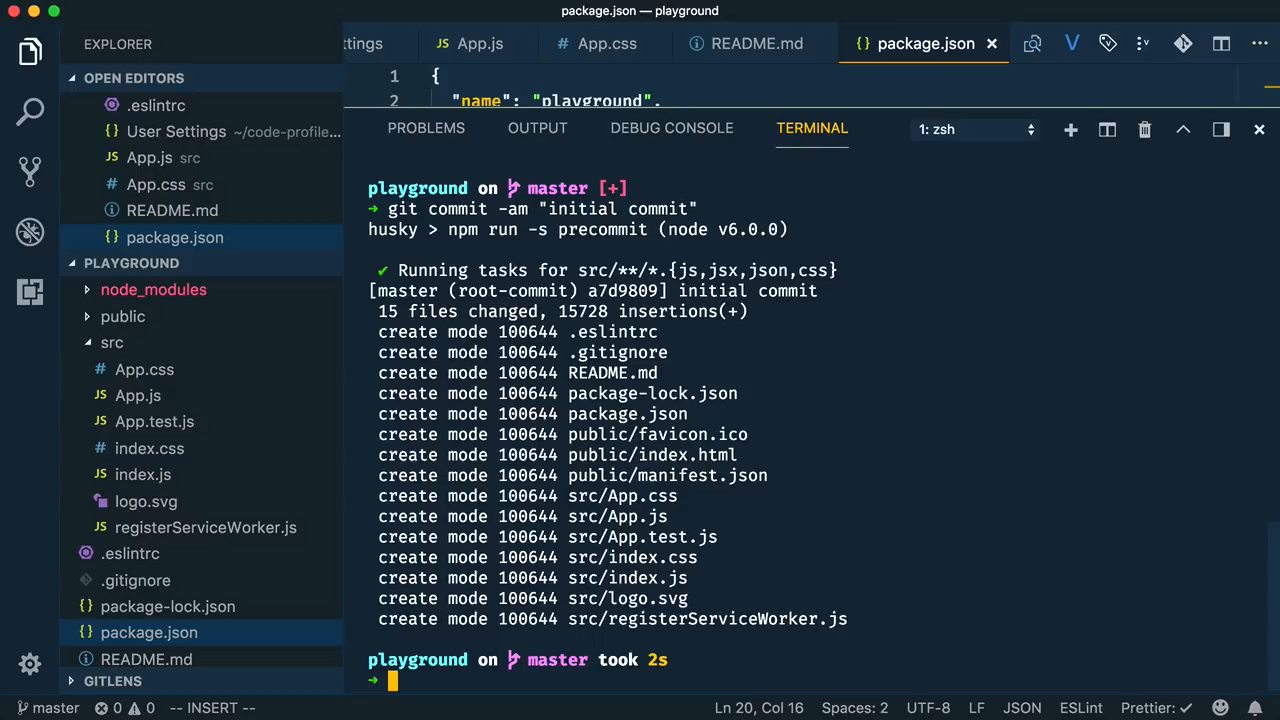 package.json — playground
EXPLORER
OPEN EDITORS
.eslintrc
User Settings ~/code-profile...
App.js src
App.css src
README.md
package.json
PLAYGROUND
node_modules
public
src
App.css
App.js
App.test.js
index.css
index.js
logo.svg
registerServiceWorker.js
.eslintrc
.gitignore
package-lock.json
package.json
README.md
GITLENS
ttings App.js App.css README.md package.json
1 {
2 "name": "playground",
PROBLEMS OUTPUT DEBUG CONSOLE TERMINAL 1: zsh
playground on master [+]
➜ git commit -am "initial commit"
husky > npm run -s precommit (node v6.0.0)
✔ Running tasks for src/**/*.{js,jsx,json,css}
[master (root-commit) a7d9809] initial commit
15 files changed, 15728 insertions(+)
create mode 100644 .eslintrc
create mode 100644 .gitignore
create mode 100644 README.md
create mode 100644 package-lock.json
create mode 100644 package.json
create mode 100644 public/favicon.ico
create mode 100644 public/index.html
create mode 100644 public/manifest.json
create mode 100644 src/App.css
create mode 100644 src/App.js
create mode 100644 src/App.test.js
create mode 100644 src/index.css
create mode 100644 src/index.js
create mode 100644 src/logo.svg
create mode 100644 src/registerServiceWorker.js
playground on master took 2s
➜
master 0 0 -- INSERT -- Ln 20, Col 16 Spaces: 2 UTF-8 LF JSON ESLint Prettier: ✓